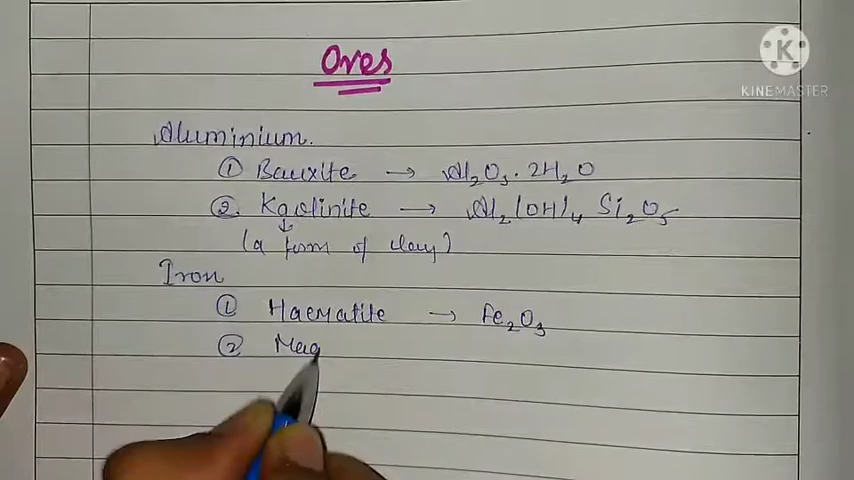 Ores
K
KINEMASTER
Aluminium.
① Bauxite → Al₂O₃. 2H₂O
② Kaolinite → Al₂(OH)₄ Si₂O₅
↓
(a form of clay)
Iron
① Haematite → Fe₂O₃
② Mag